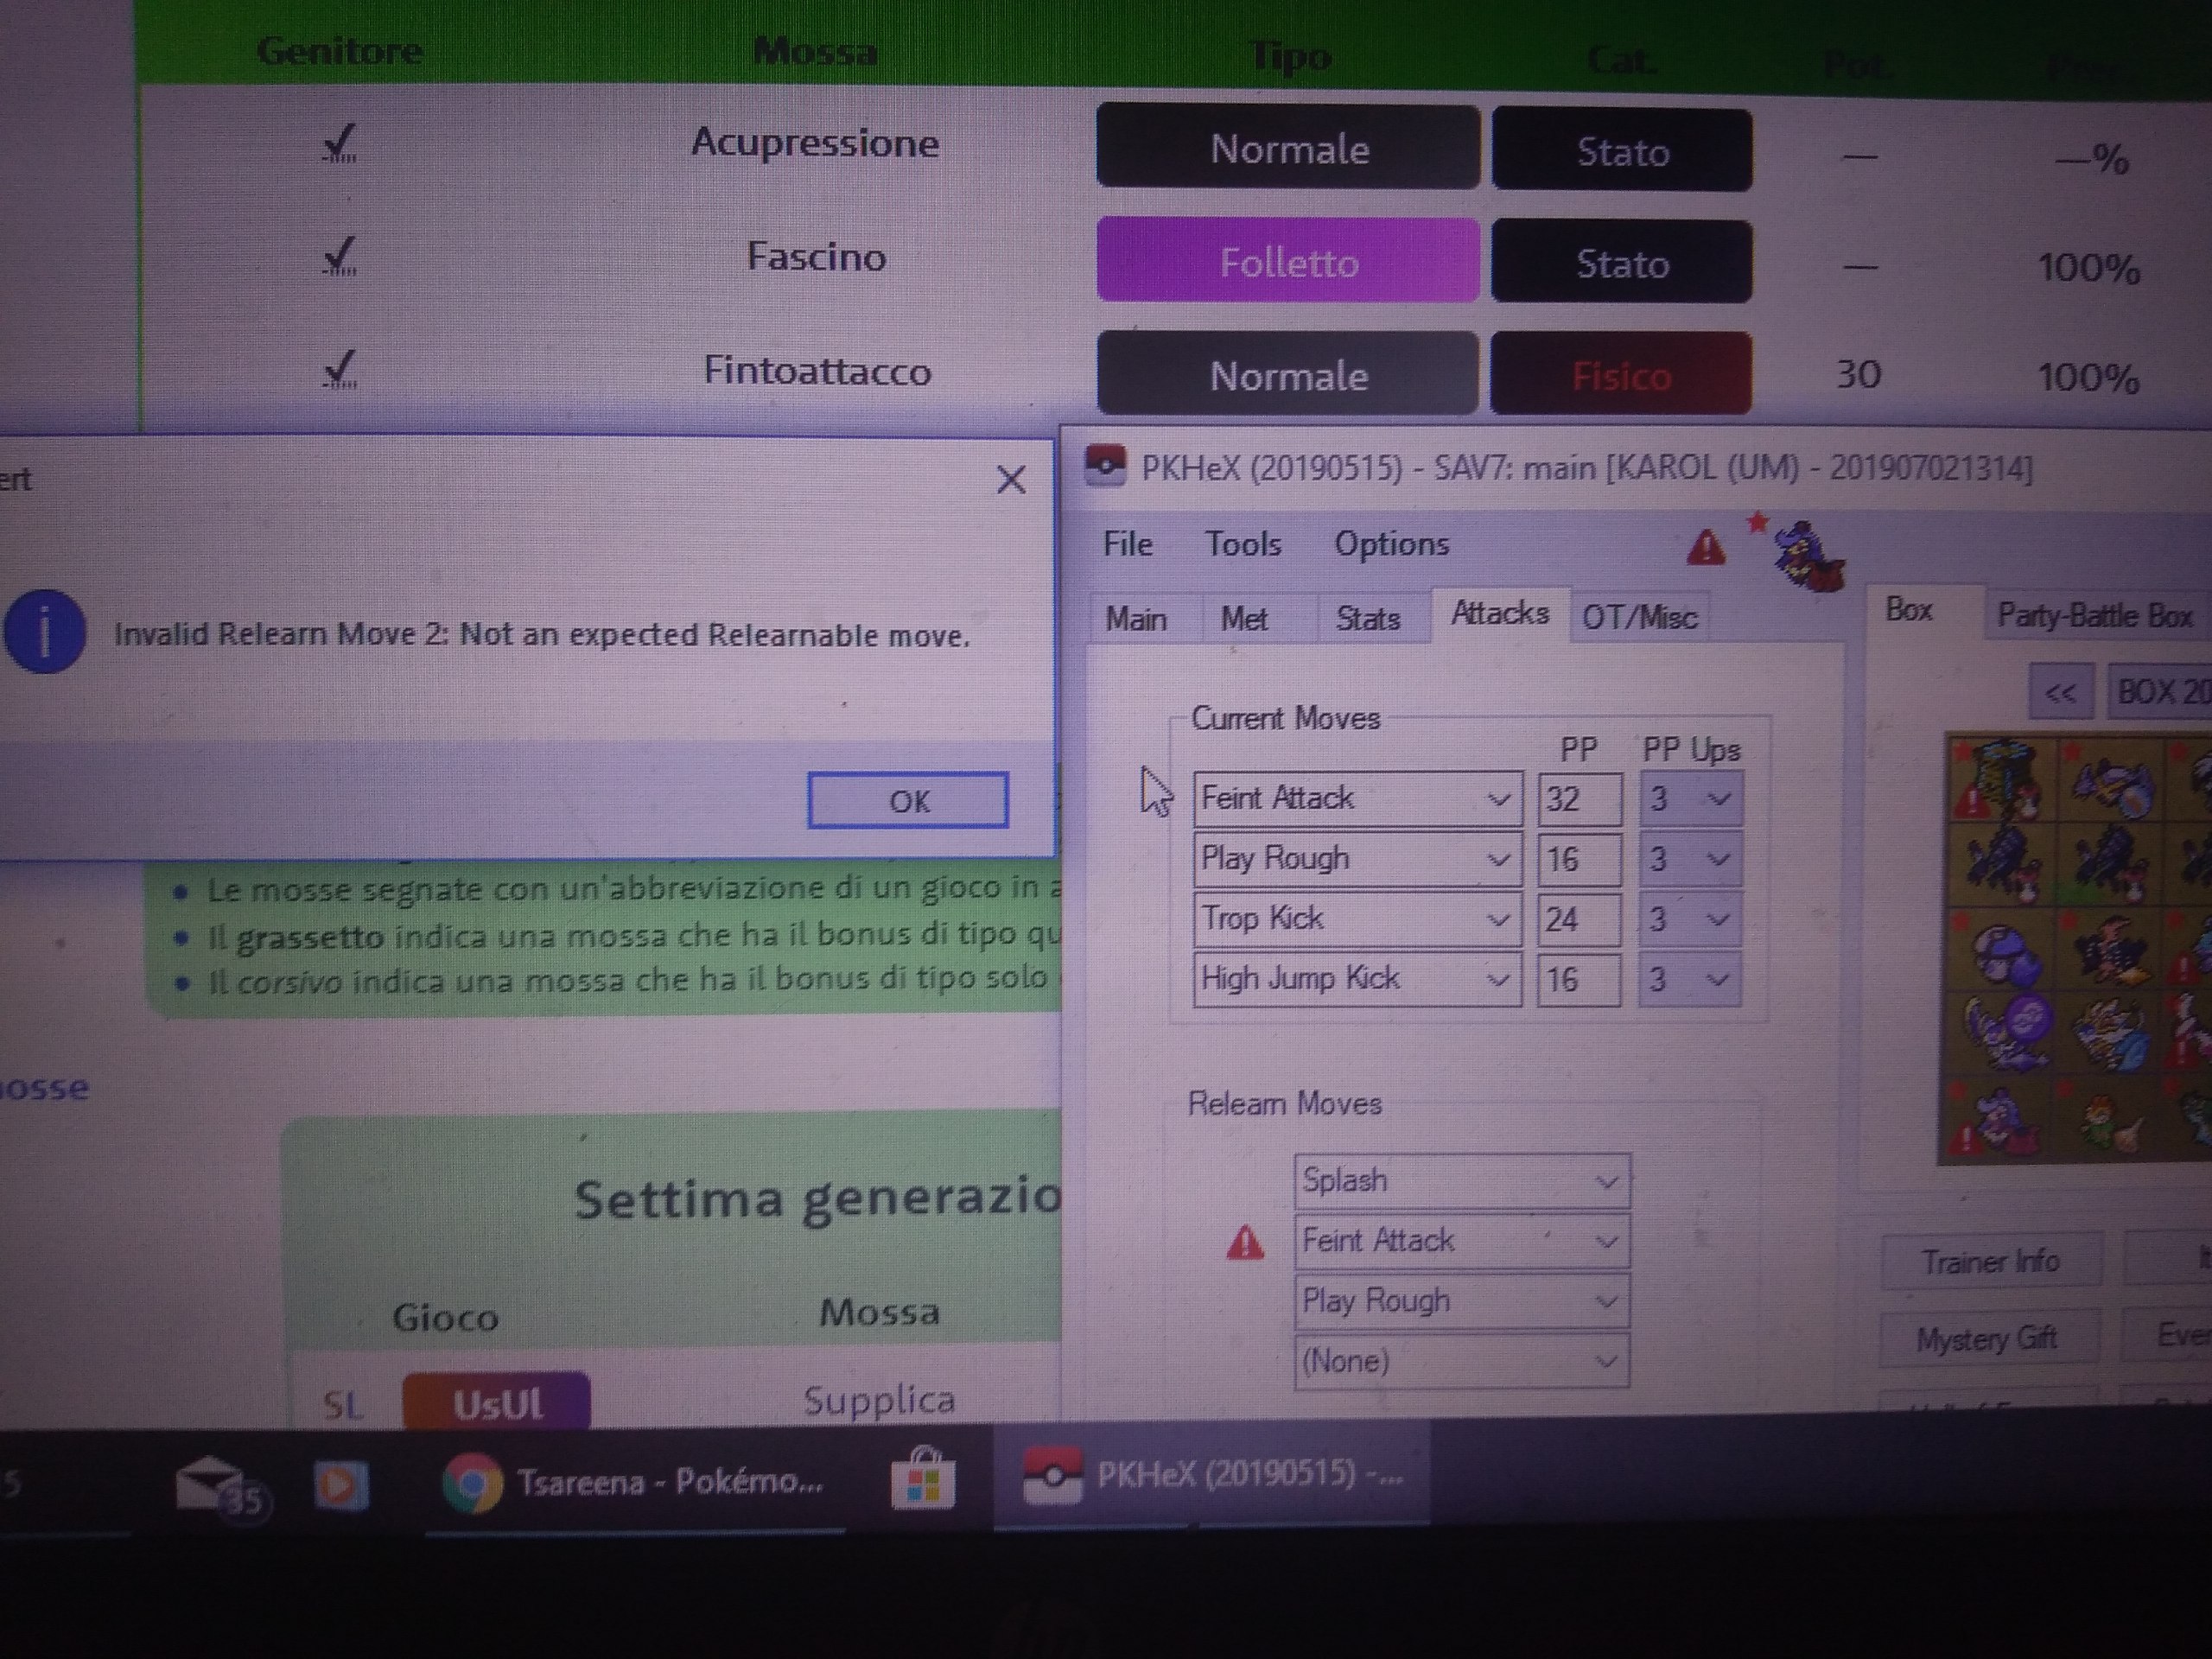 Genitore Mossa Tipo Cat. Pot. Prec.
Acupressione Normale Stato — —%
Fascino Folletto Stato — 100%
Fintoattacco Normale Fisico 30 100%
ert
Invalid Relearn Move 2: Not an expected Relearnable move.
OK
PKHeX (20190515) - SAV7: main [KAROL (UM) - 201907021314]
File Tools Options
Main Met Stats Attacks OT/Misc
Box Party-Battle Box
<< BOX 20
Current Moves
PP PP Ups
Feint Attack 32 3
Play Rough 16 3
Trop Kick 24 3
High Jump Kick 16 3
Relearn Moves
Splash
Feint Attack
Play Rough
(None)
Trainer Info It
Mystery Gift Ever
Le mosse segnate con un'abbreviazione di un gioco in a
Il grassetto indica una mossa che ha il bonus di tipo qu
Il corsivo indica una mossa che ha il bonus di tipo solo
osse
Settima generazio
Gioco Mossa
SL UsUl Supplica
5 35 Tsareena - Pokémo... PKHeX (20190515) -...